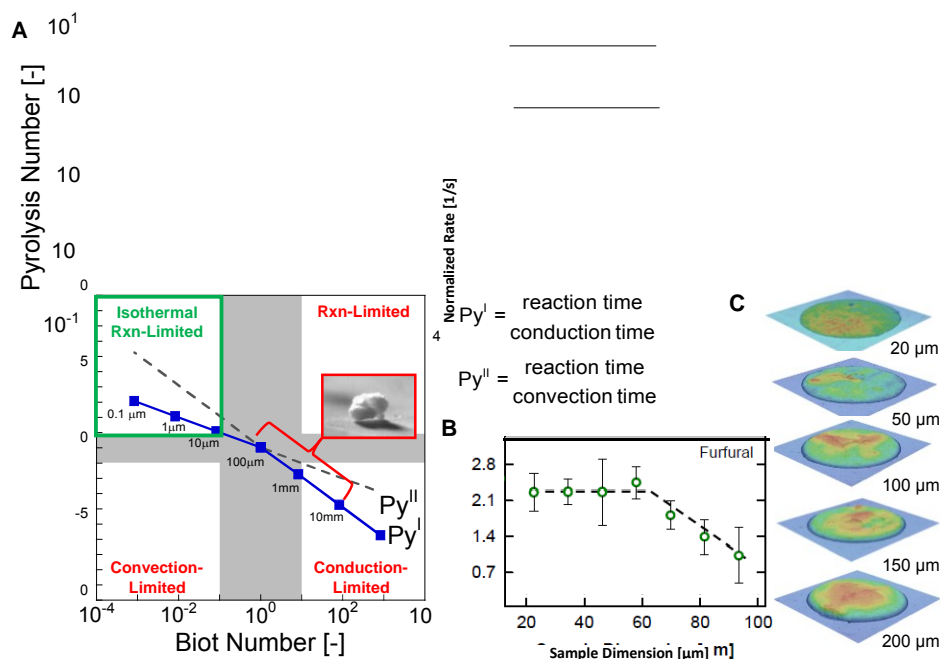 A
10¹
Pyrolysis Number [-]
10
10
10
0
10⁻¹
5
0
-5
0
Isothermal
Rxn-Limited
Rxn-Limited
0.1 μm
1μm
10μm
100μm
1mm
10mm
Pyᴵᴵ
Pyᴵ
Convection-
Limited
Conduction-
Limited
10⁻⁴
10⁻²
10⁰
10²
10
Biot Number [-]
4
Normalized Rate [1/s]
Pyᴵ = reaction time
conduction time
Pyᴵᴵ = reaction time
convection time
B
Furfural
2.8
2.1
1.4
0.7
20 40 60 80 100
Sample Dimension [μm] m]
C
20 μm
50 μm
100 μm
150 μm
200 μm